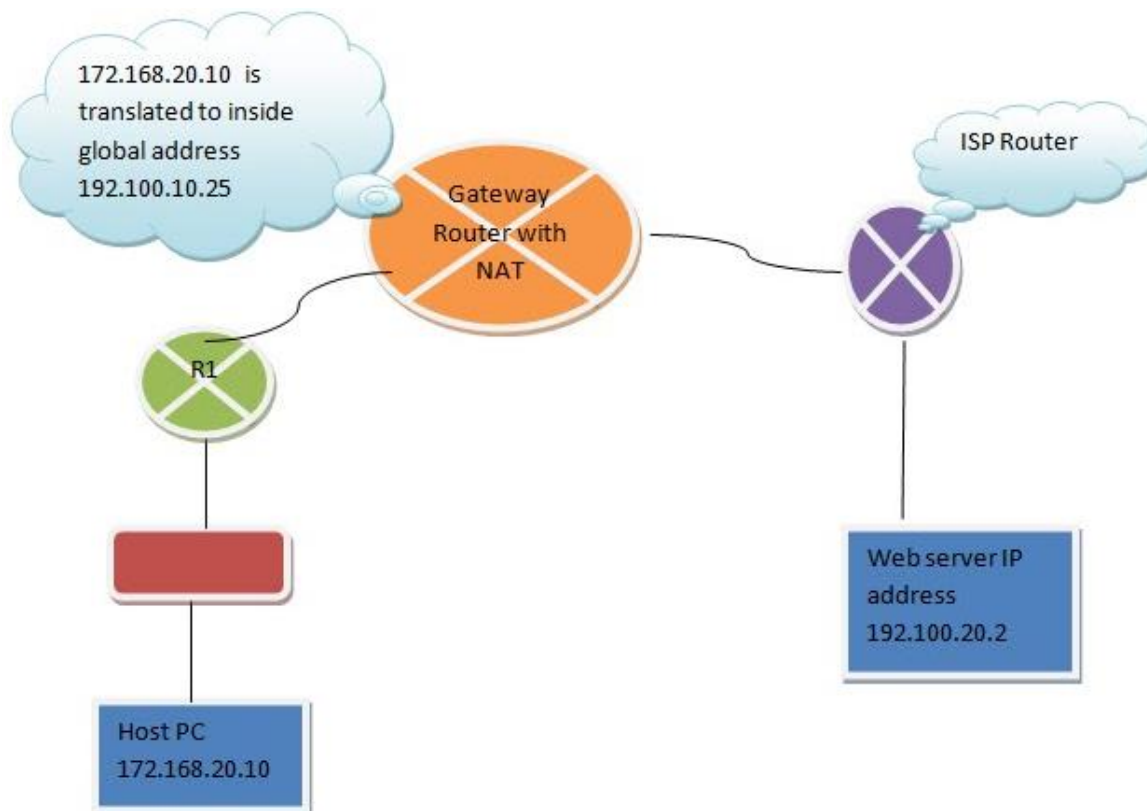 172.168.20.10 is
translated to inside
global address
192.100.10.25
ISP Router
Gateway
Router with
NAT
R1
Web server IP
address
192.100.20.2
Host PC
172.168.20.10